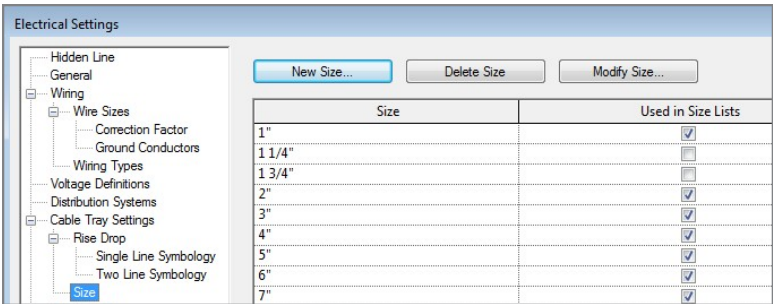 Electrical Settings
Hidden Line
General
Wiring
Wire Sizes
Correction Factor
Ground Conductors
Wiring Types
Voltage Definitions
Distribution Systems
Cable Tray Settings
Rise Drop
Single Line Symbology
Two Line Symbology
Size
New Size... Delete Size Modify Size...
Size Used in Size Lists
1"
1 1/4"
1 3/4"
2"
3"
4"
5"
6"
7"